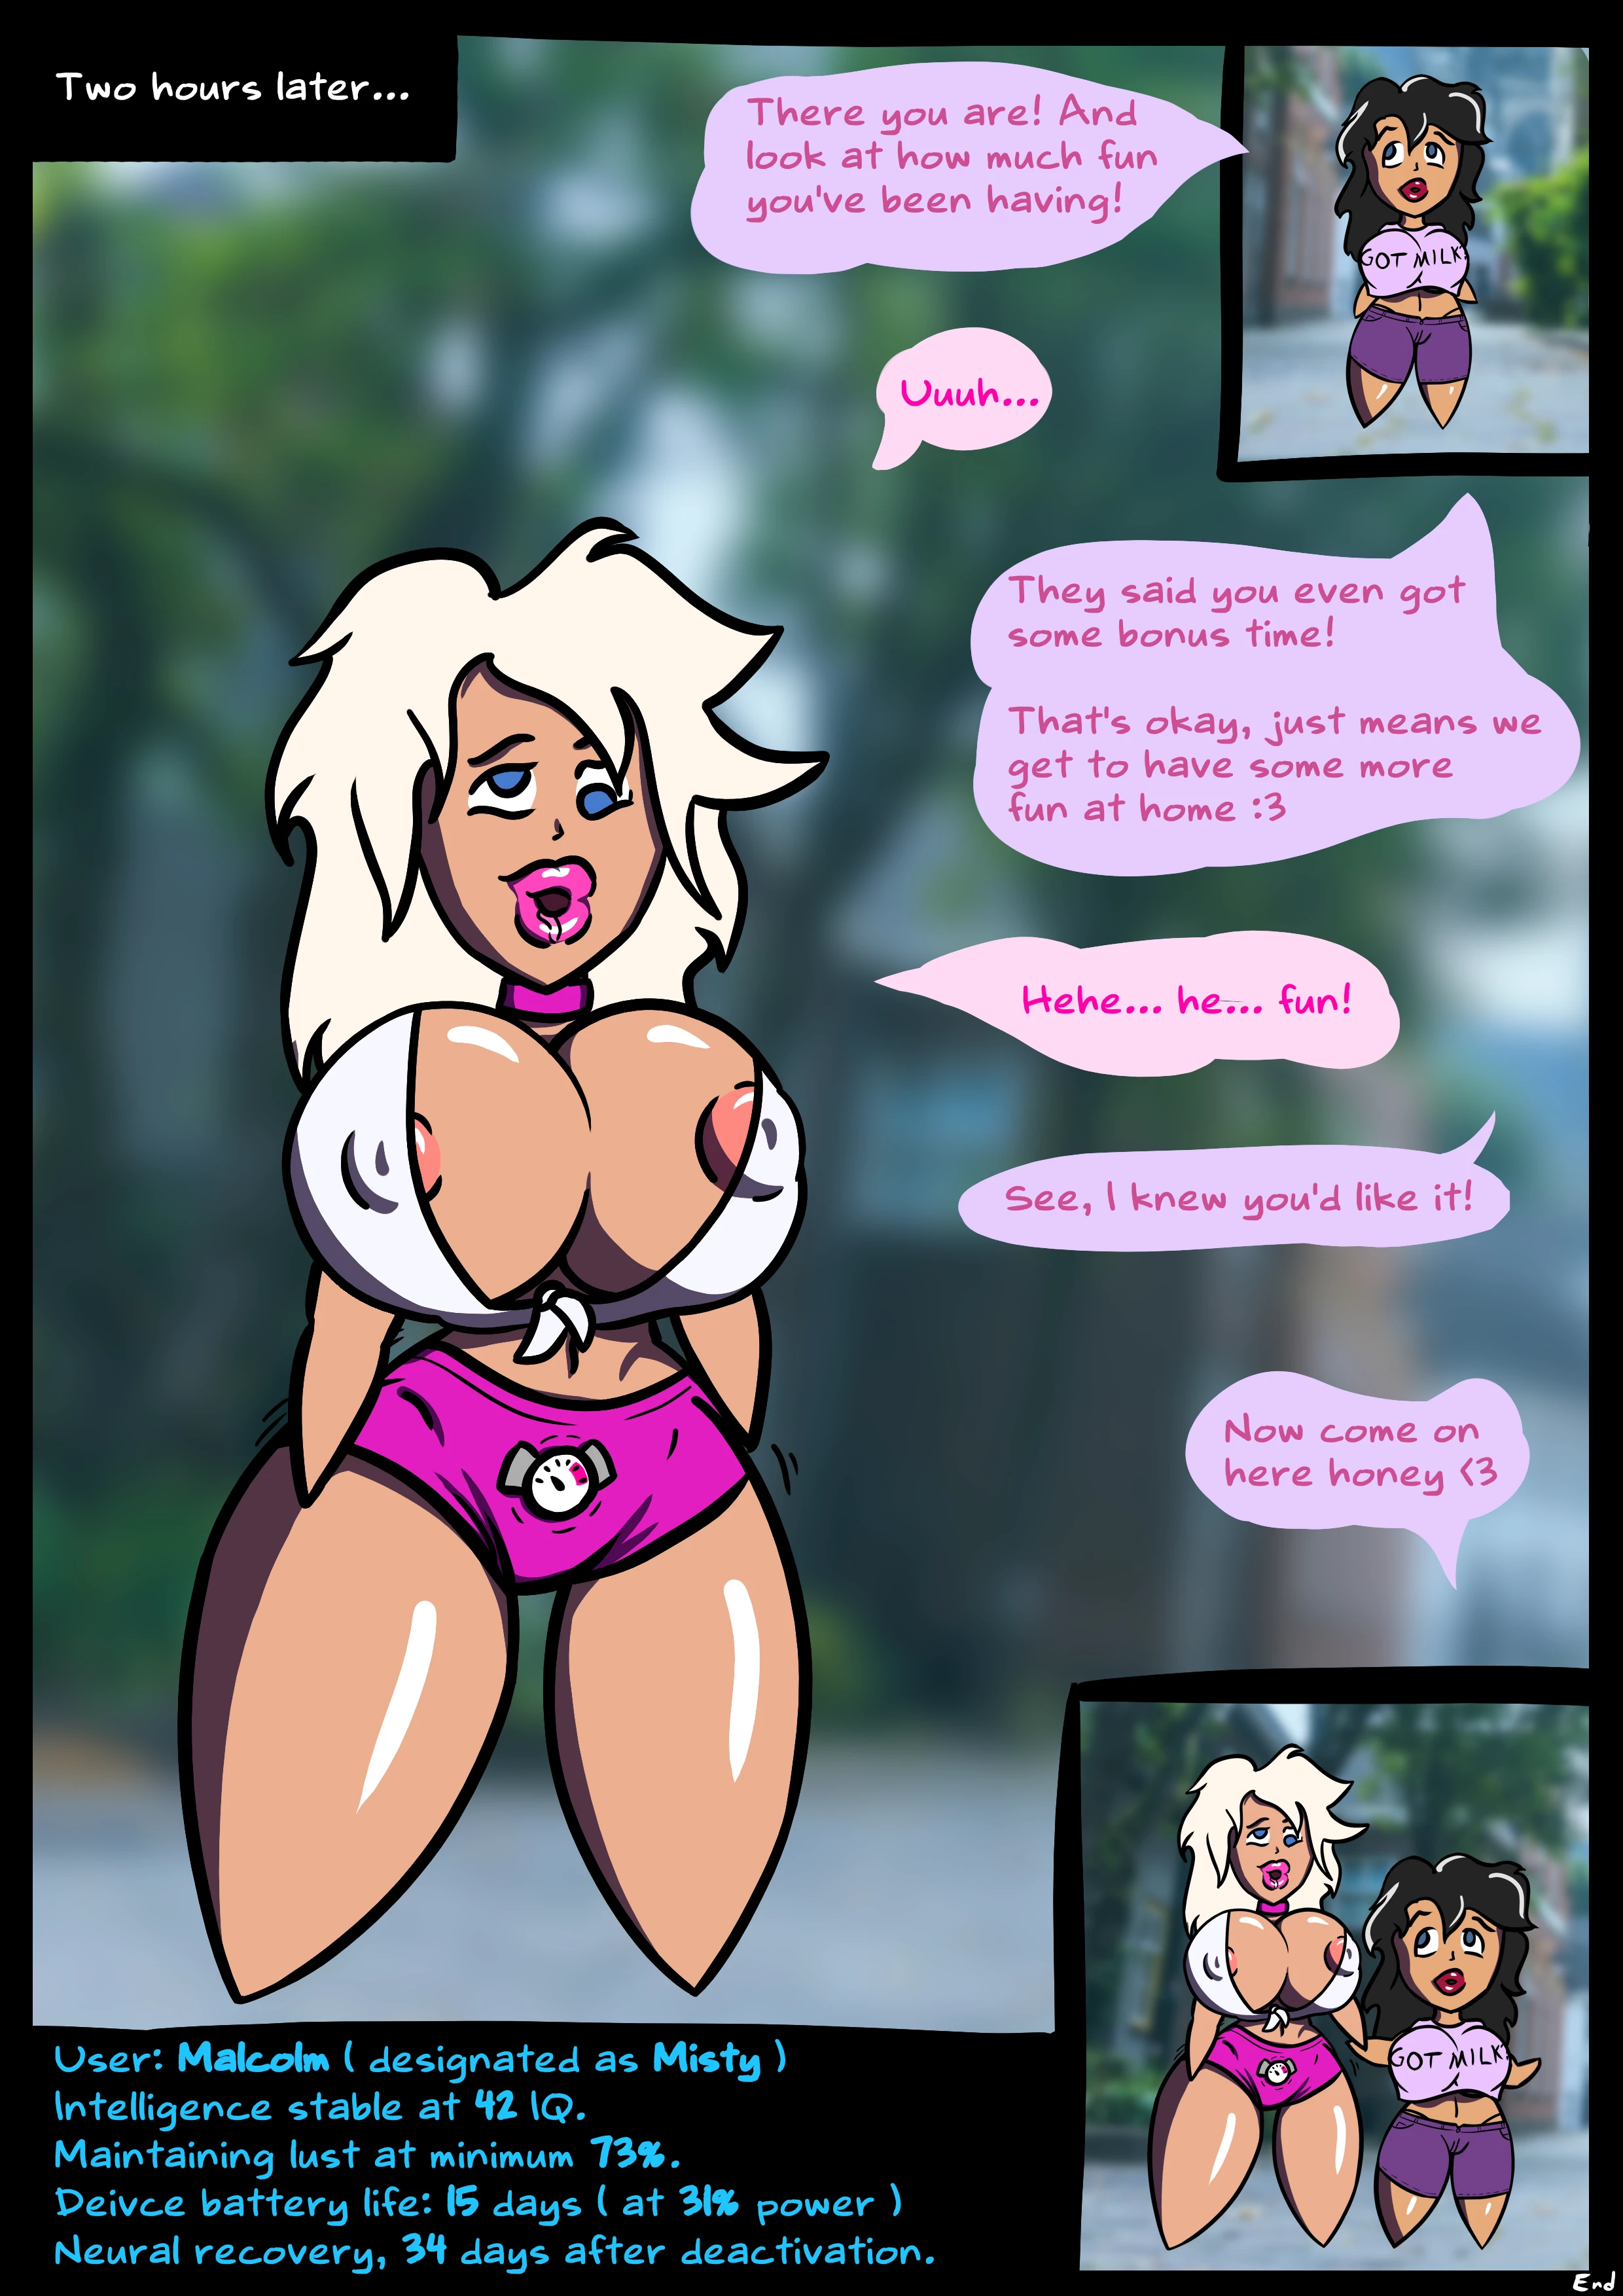 Two hours later...
There you are! And
look at how much fun
you've been having!
GOT MILK?
Uuuh...
They said you even got
some bonus time!
That's okay, just means we
get to have some more
fun at home :3
Hehe... he... fun!
See, I knew you'd like it!
Now come on
here honey <3
GOT MILK?
User: Malcolm ( designated as Misty )
Intelligence stable at 42 IQ.
Maintaining lust at minimum 73%.
Deivce battery life: 15 days ( at 31% power )
Neural recovery, 34 days after deactivation.
End